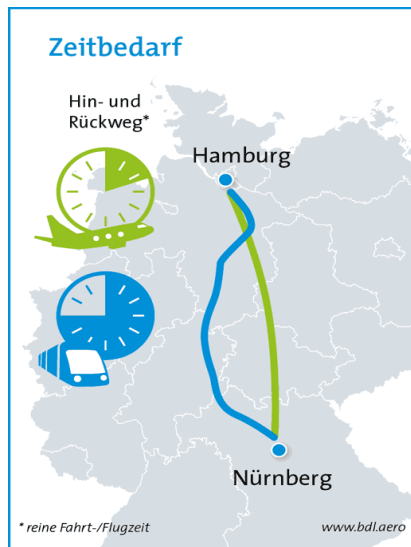 Zeitbedarf
Hin- und
Rückweg*
Hamburg
Nürnberg
* reine Fahrt-/Flugzeit
www.bdl.aero